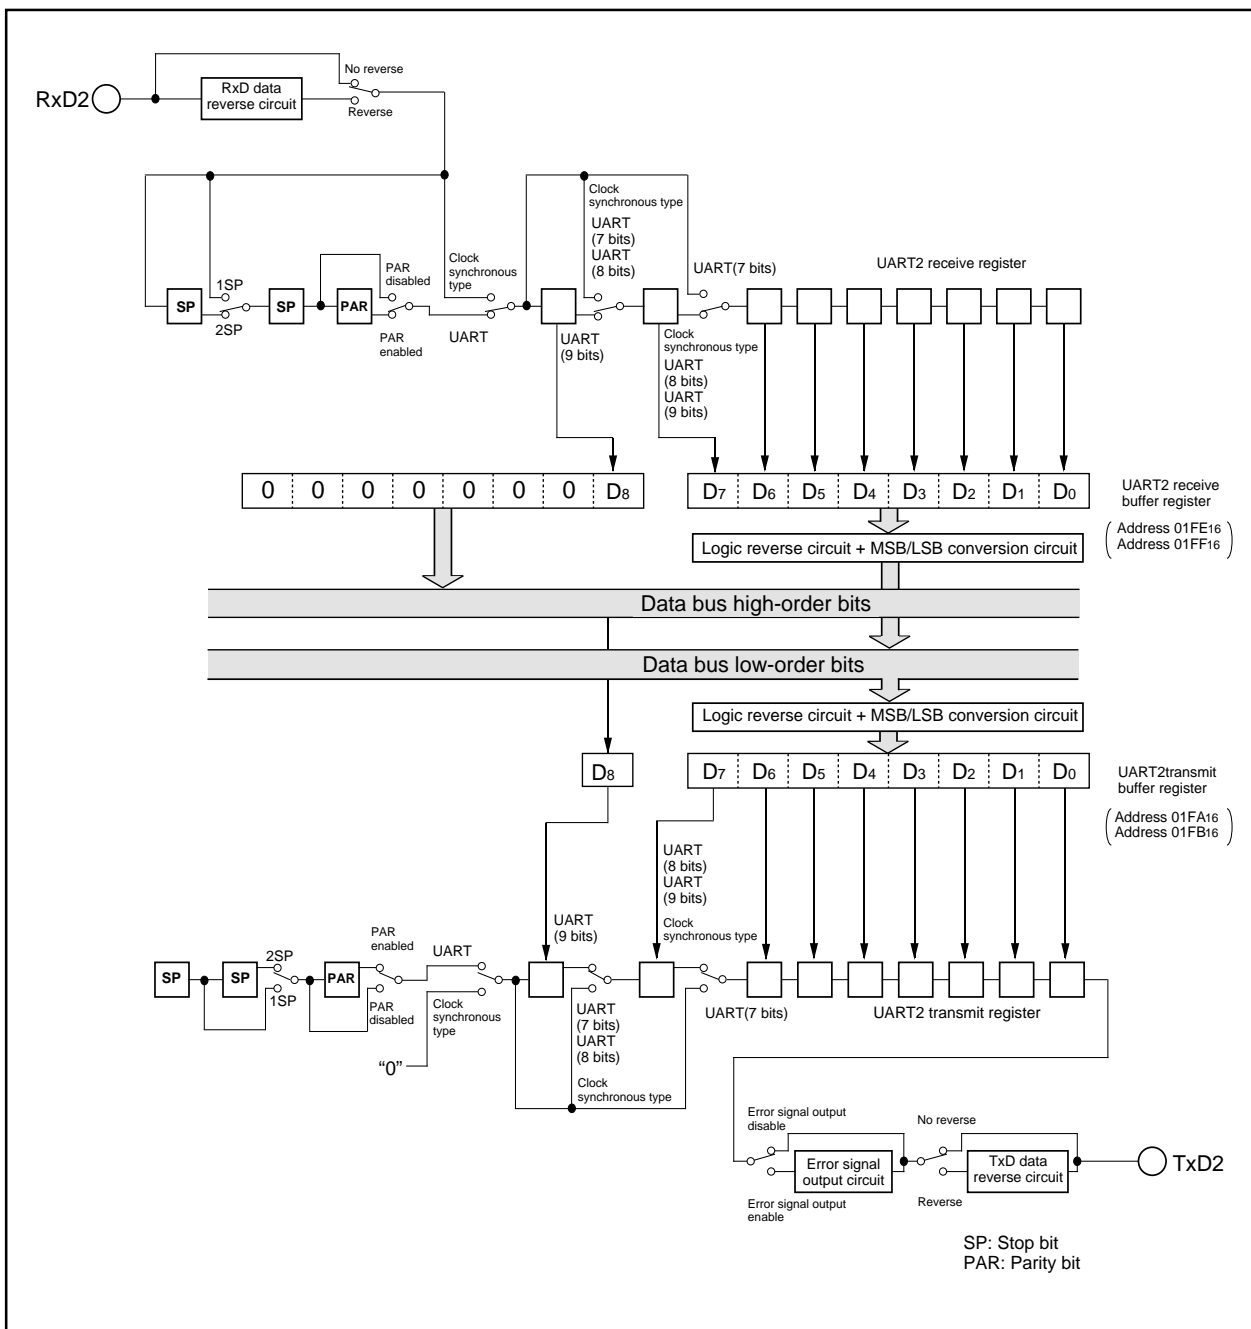 No reverse
RxD2
RxD data
reverse circuit
Reverse
Clock
synchronous type
UART
(7 bits)
UART
(8 bits)
1SP
PAR
disabled
Clock
synchronous
type
UART(7 bits)
UART2 receive register
SP
SP
PAR
2SP
PAR
enabled
UART
UART
(9 bits)
Clock
synchronous type
UART
(8 bits)
UART
(9 bits)
0 0 0 0 0 0 0 D8
D7 D6 D5 D4 D3 D2 D1 D0
UART2 receive
buffer register
Address 01FE16
Address 01FF16
Logic reverse circuit + MSB/LSB conversion circuit
Data bus high-order bits
Data bus low-order bits
Logic reverse circuit + MSB/LSB conversion circuit
D8
D7 D6 D5 D4 D3 D2 D1 D0
UART2transmit
buffer register
Address 01FA16
Address 01FB16
UART
(8 bits)
UART
(9 bits)
Clock
synchronous type
UART
(9 bits)
PAR
enabled
UART
2SP
SP
SP
PAR
1SP
PAR
disabled
Clock
synchronous
type
"0"
UART
(7 bits)
UART
(8 bits)
Clock
synchronous type
UART(7 bits)
UART2 transmit register
Error signal output
disable
No reverse
Error signal
output circuit
TxD data
reverse circuit
TxD2
Error signal output
enable
Reverse
SP: Stop bit
PAR: Parity bit